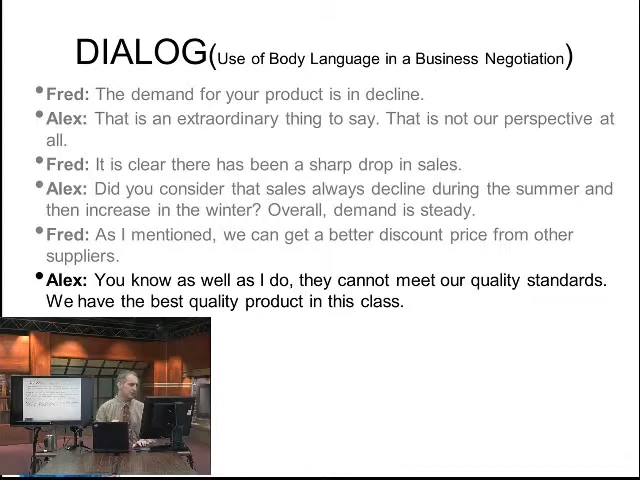 DIALOG(Use of Body Language in a Business Negotiation)
•Fred: The demand for your product is in decline.
•Alex: That is an extraordinary thing to say. That is not our perspective at
all.
•Fred: It is clear there has been a sharp drop in sales.
•Alex: Did you consider that sales always decline during the summer and
then increase in the winter? Overall, demand is steady.
•Fred: As I mentioned, we can get a better discount price from other
suppliers.
•Alex: You know as well as I do, they cannot meet our quality standards.
We have the best quality product in this class.